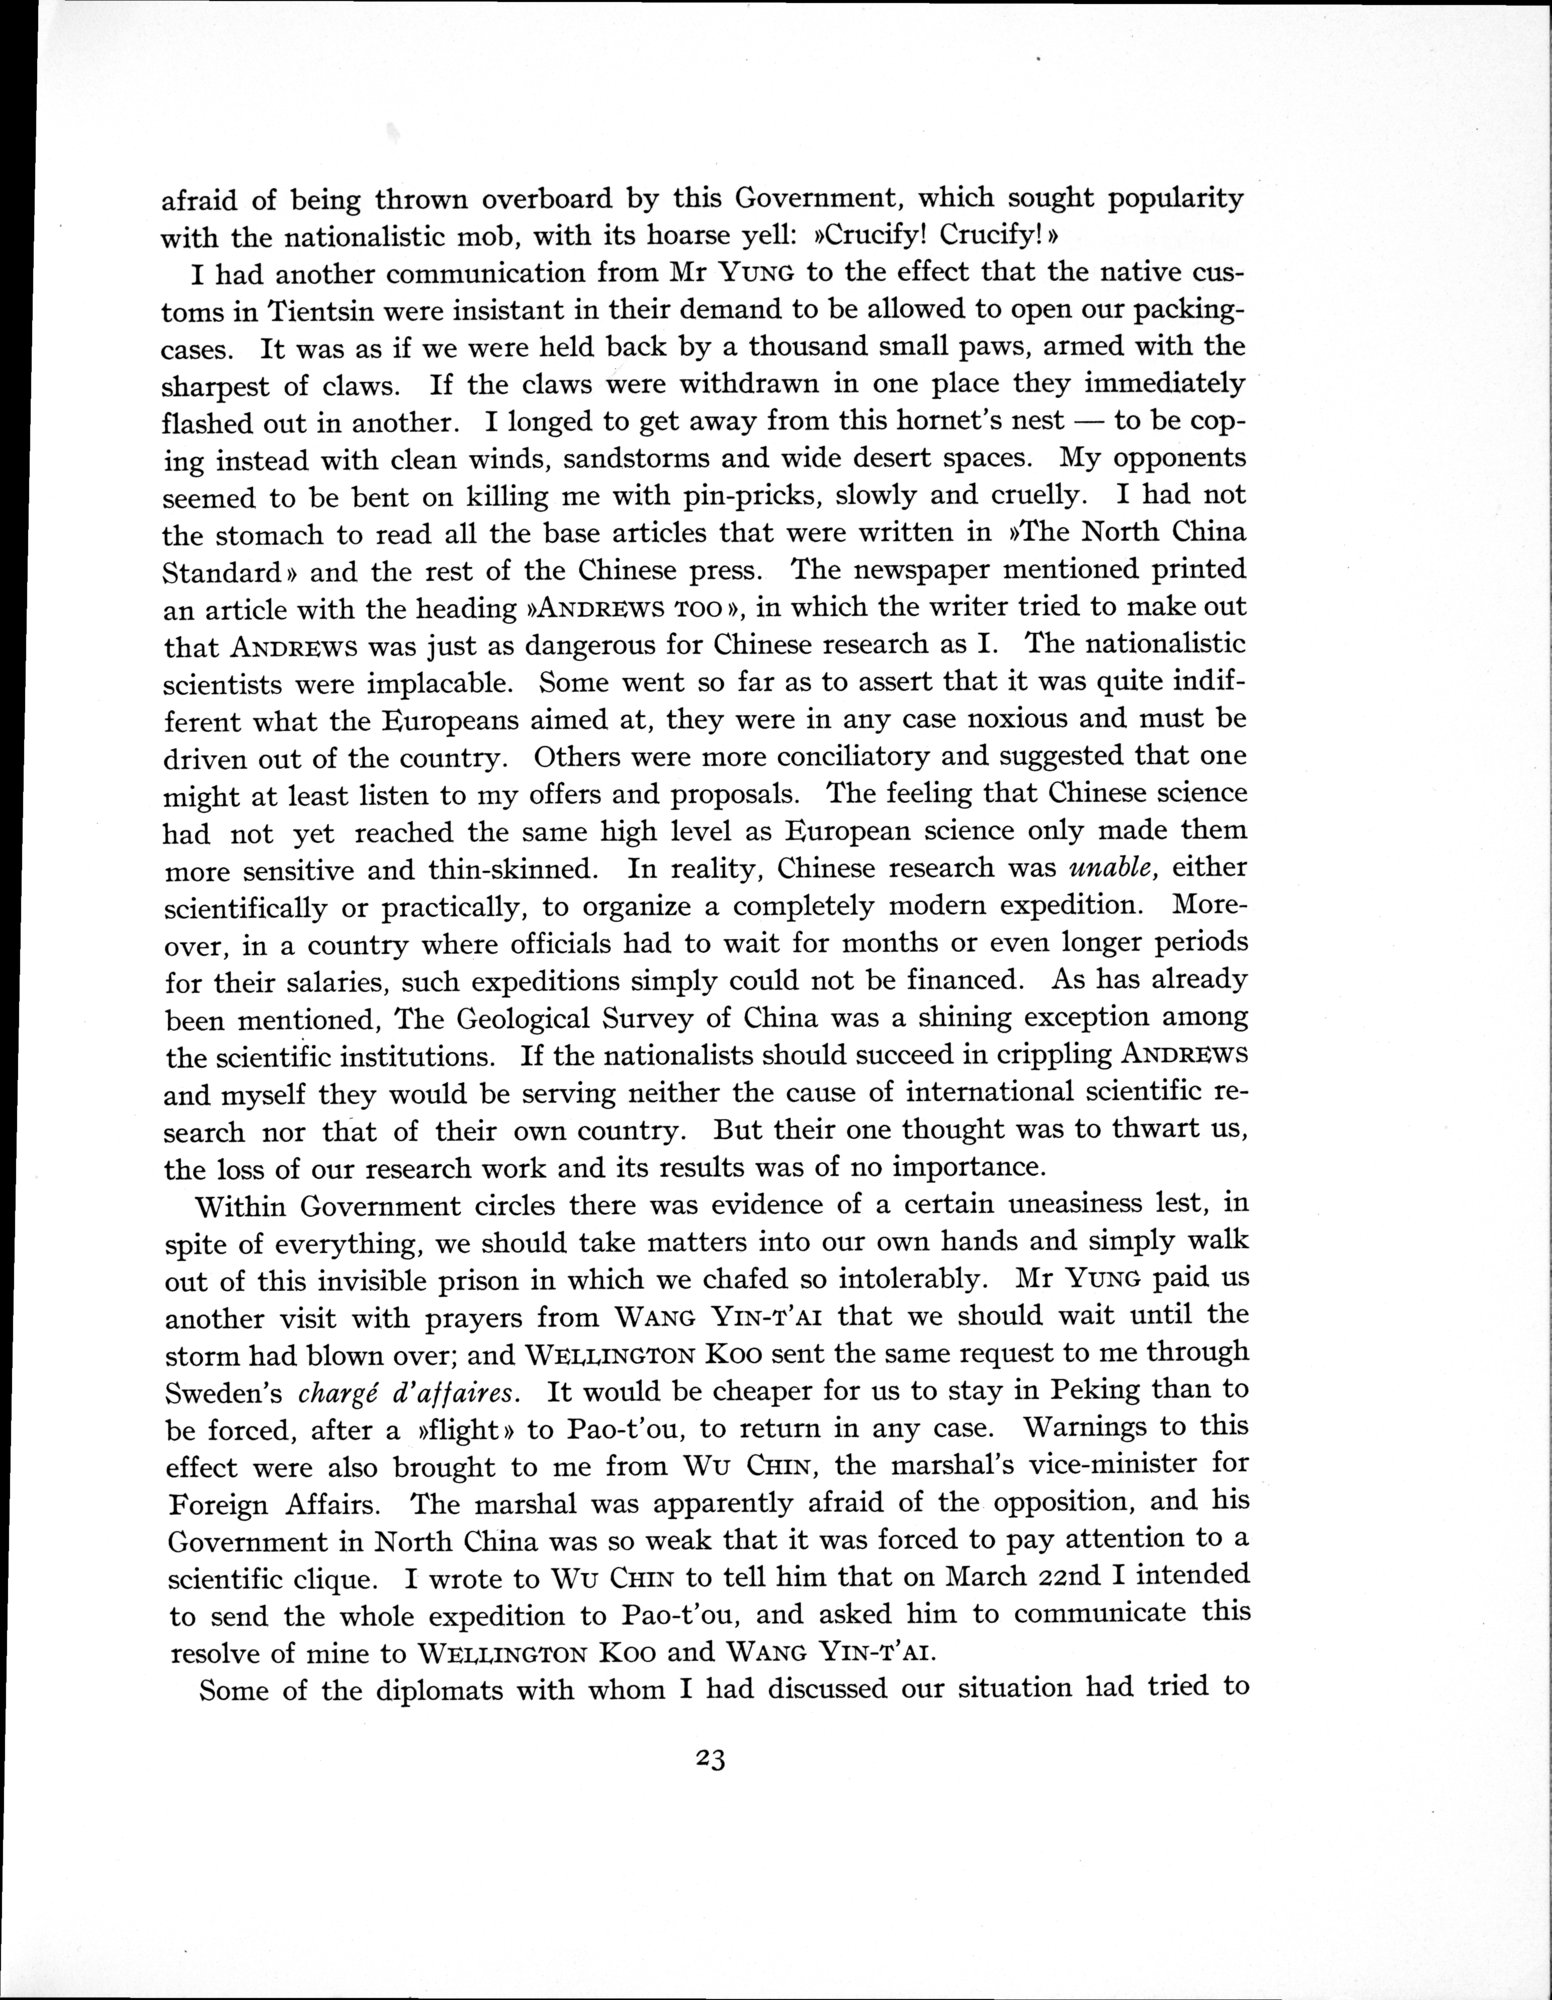 afraid of being thrown overboard by this Government, which sought popularity
with the nationalistic mob, with its hoarse yell: »Crucify! Crucify!»
I had another communication from Mr YUNG to the effect that the native cus-
toms in Tientsin were insistant in their demand to be allowed to open our packing-
cases. It was as if we were held back by a thousand small paws, armed with the
sharpest of claws. If the claws were withdrawn in one place they immediately
flashed out in another. I longed to get away from this hornet's nest — to be cop-
ing instead with clean winds, sandstorms and wide desert spaces. My opponents
seemed to be bent on killing me with pin-pricks, slowly and cruelly. I had not
the stomach to read all the base articles that were written in »The North China
Standard» and the rest of the Chinese press. The newspaper mentioned printed
an article with the heading »ANDREWS TOO», in which the writer tried to make out
that ANDREWS was just as dangerous for Chinese research as I. The nationalistic
scientists were implacable. Some went so far as to assert that it was quite indif-
ferent what the Europeans aimed at, they were in any case noxious and must be
driven out of the country. Others were more conciliatory and suggested that one
might at least listen to my offers and proposals. The feeling that Chinese science
had not yet reached the same high level as European science only made them
more sensitive and thin-skinned. In reality, Chinese research was unable, either
scientifically or practically, to organize a completely modern expedition. More-
over, in a country where officials had to wait for months or even longer periods
for their salaries, such expeditions simply could not be financed. As has already
been mentioned, The Geological Survey of China was a shining exception among
the scientific institutions. If the nationalists should succeed in crippling ANDREWS
and myself they would be serving neither the cause of international scientific re-
search nor that of their own country. But their one thought was to thwart us,
the loss of our research work and its results was of no importance.
Within Government circles there was evidence of a certain uneasiness lest, in
spite of everything, we should take matters into our own hands and simply walk
out of this invisible prison in which we chafed so intolerably. Mr YUNG paid us
another visit with prayers from WANG YIN-T'AI that we should wait until the
storm had blown over; and WELLINGTON KOO sent the same request to me through
Sweden's chargé d'affaires. It would be cheaper for us to stay in Peking than to
be forced, after a »flight» to Pao-t'ou, to return in any case. Warnings to this
effect were also brought to me from WU CHIN, the marshal's vice-minister for
Foreign Affairs. The marshal was apparently afraid of the opposition, and his
Government in North China was so weak that it was forced to pay attention to a
scientific clique. I wrote to WU CHIN to tell him that on March 22nd I intended
to send the whole expedition to Pao-t'ou, and asked him to communicate this
resolve of mine to WELLINGTON KOO and WANG YIN-T'AI.
Some of the diplomats with whom I had discussed our situation had tried to
23